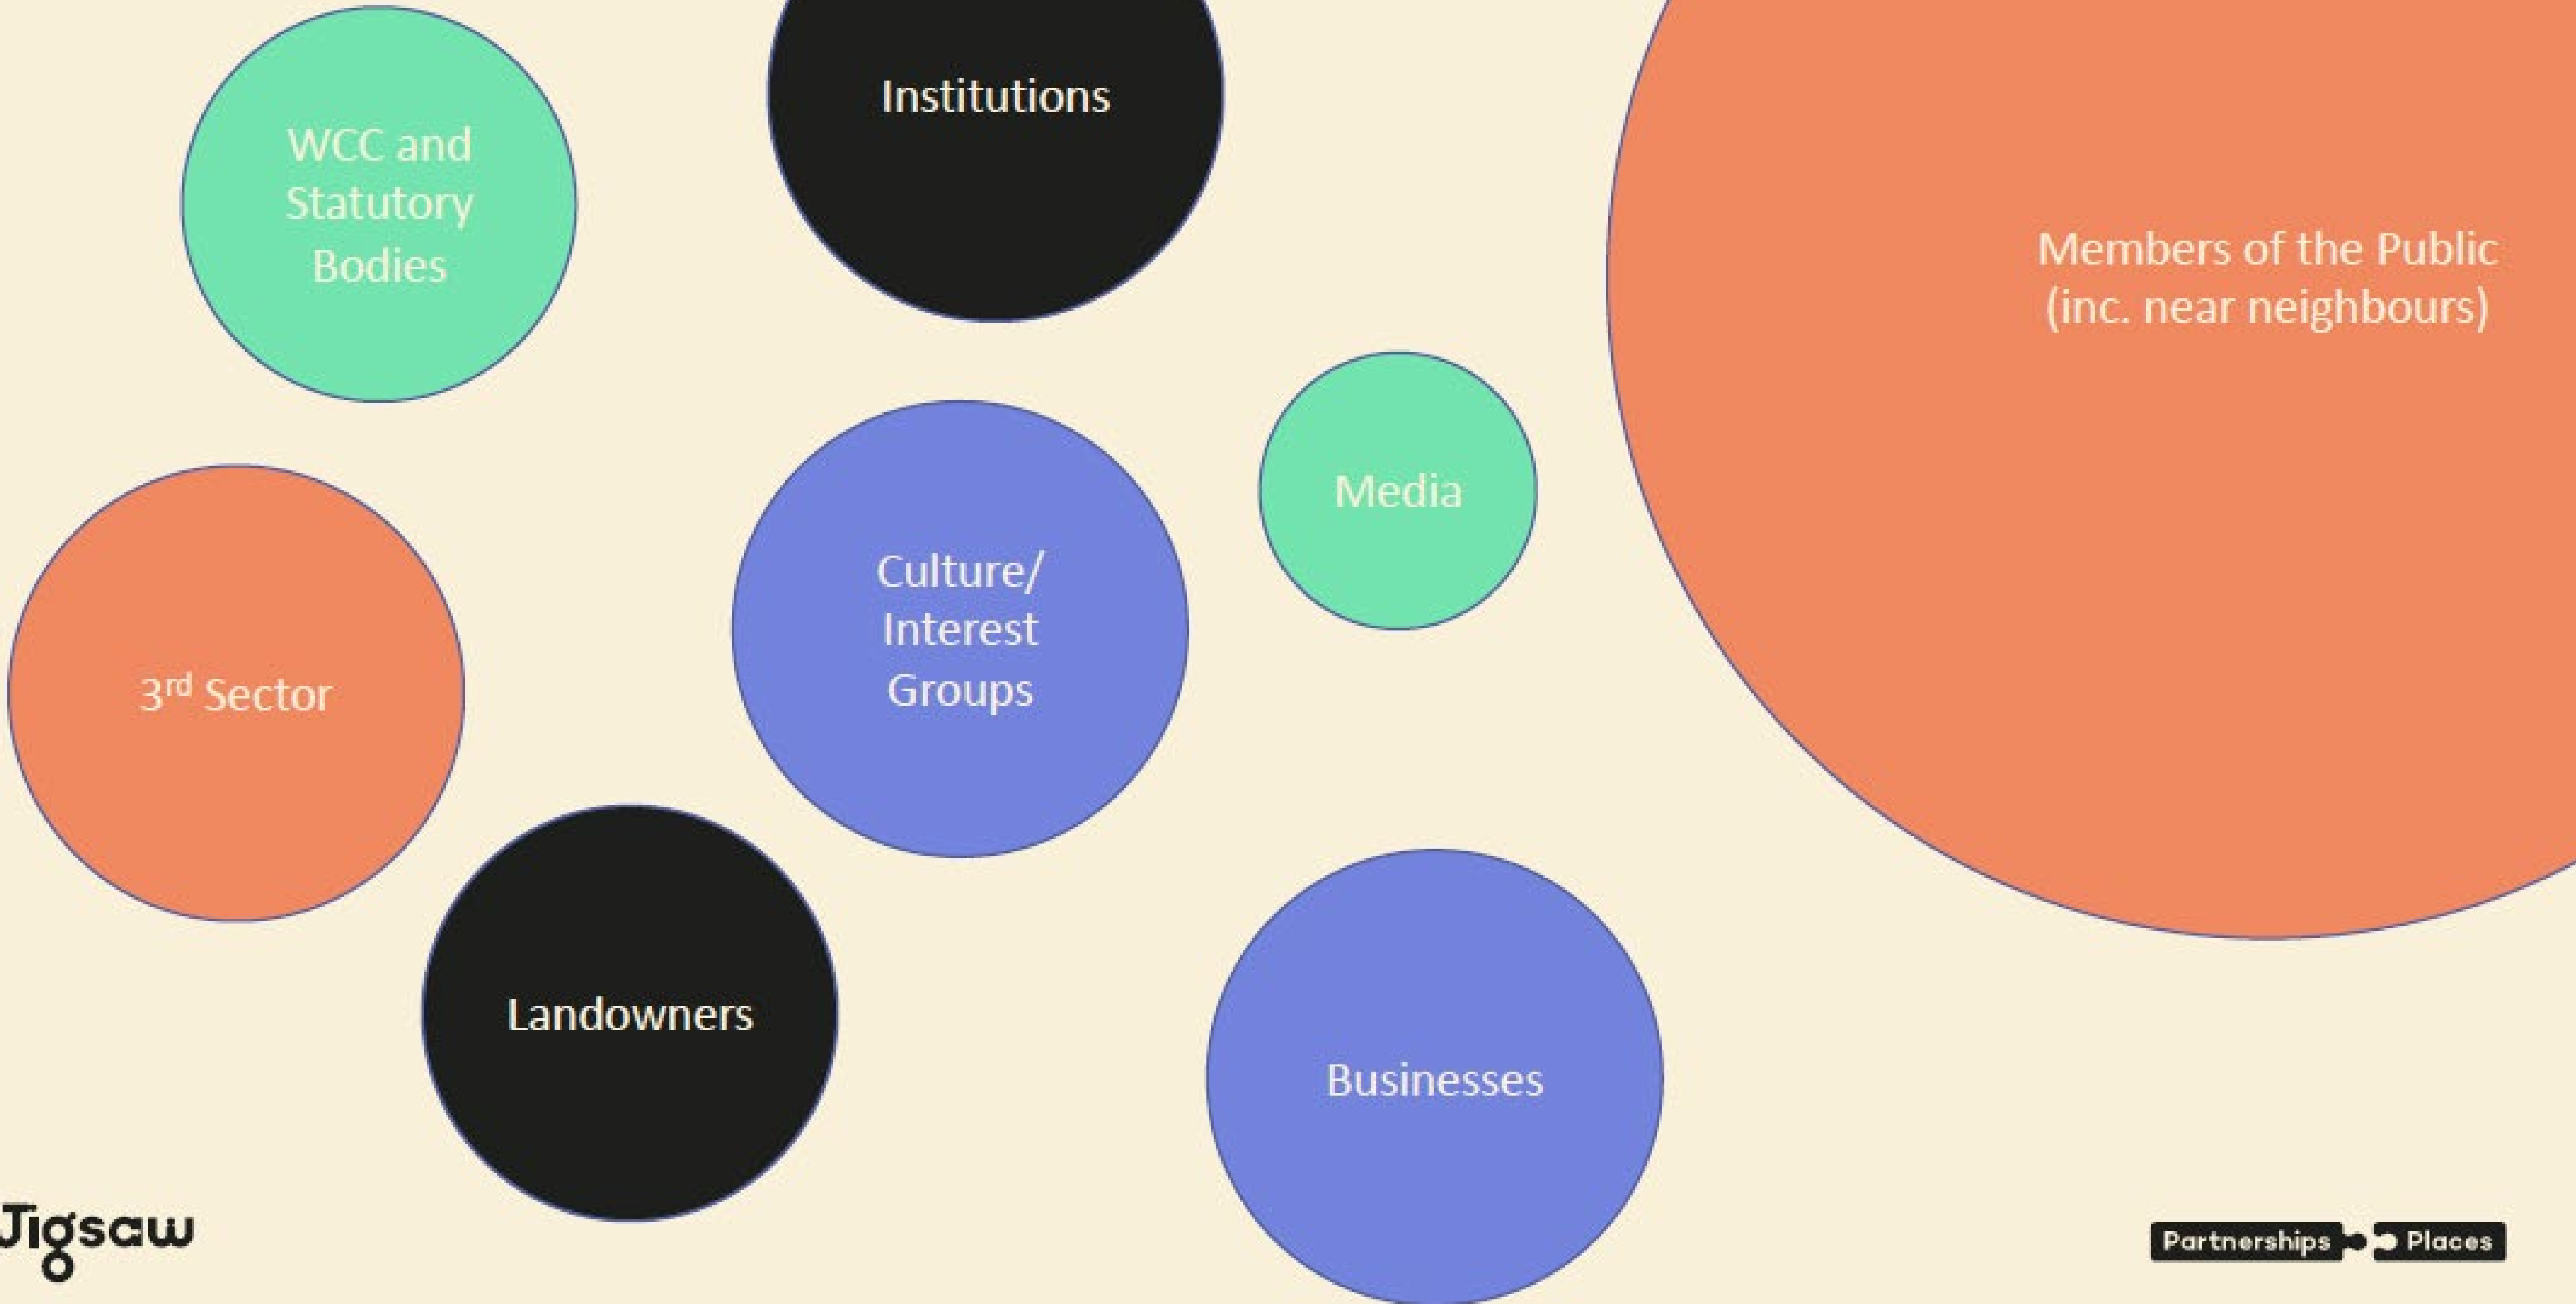 WCC and
Statutory
Bodies
Institutions
Members of the Public
(inc. near neighbours)
Media
Culture/
Interest
Groups
3rd Sector
Landowners
Businesses
Jigsaw
Partnerships Places